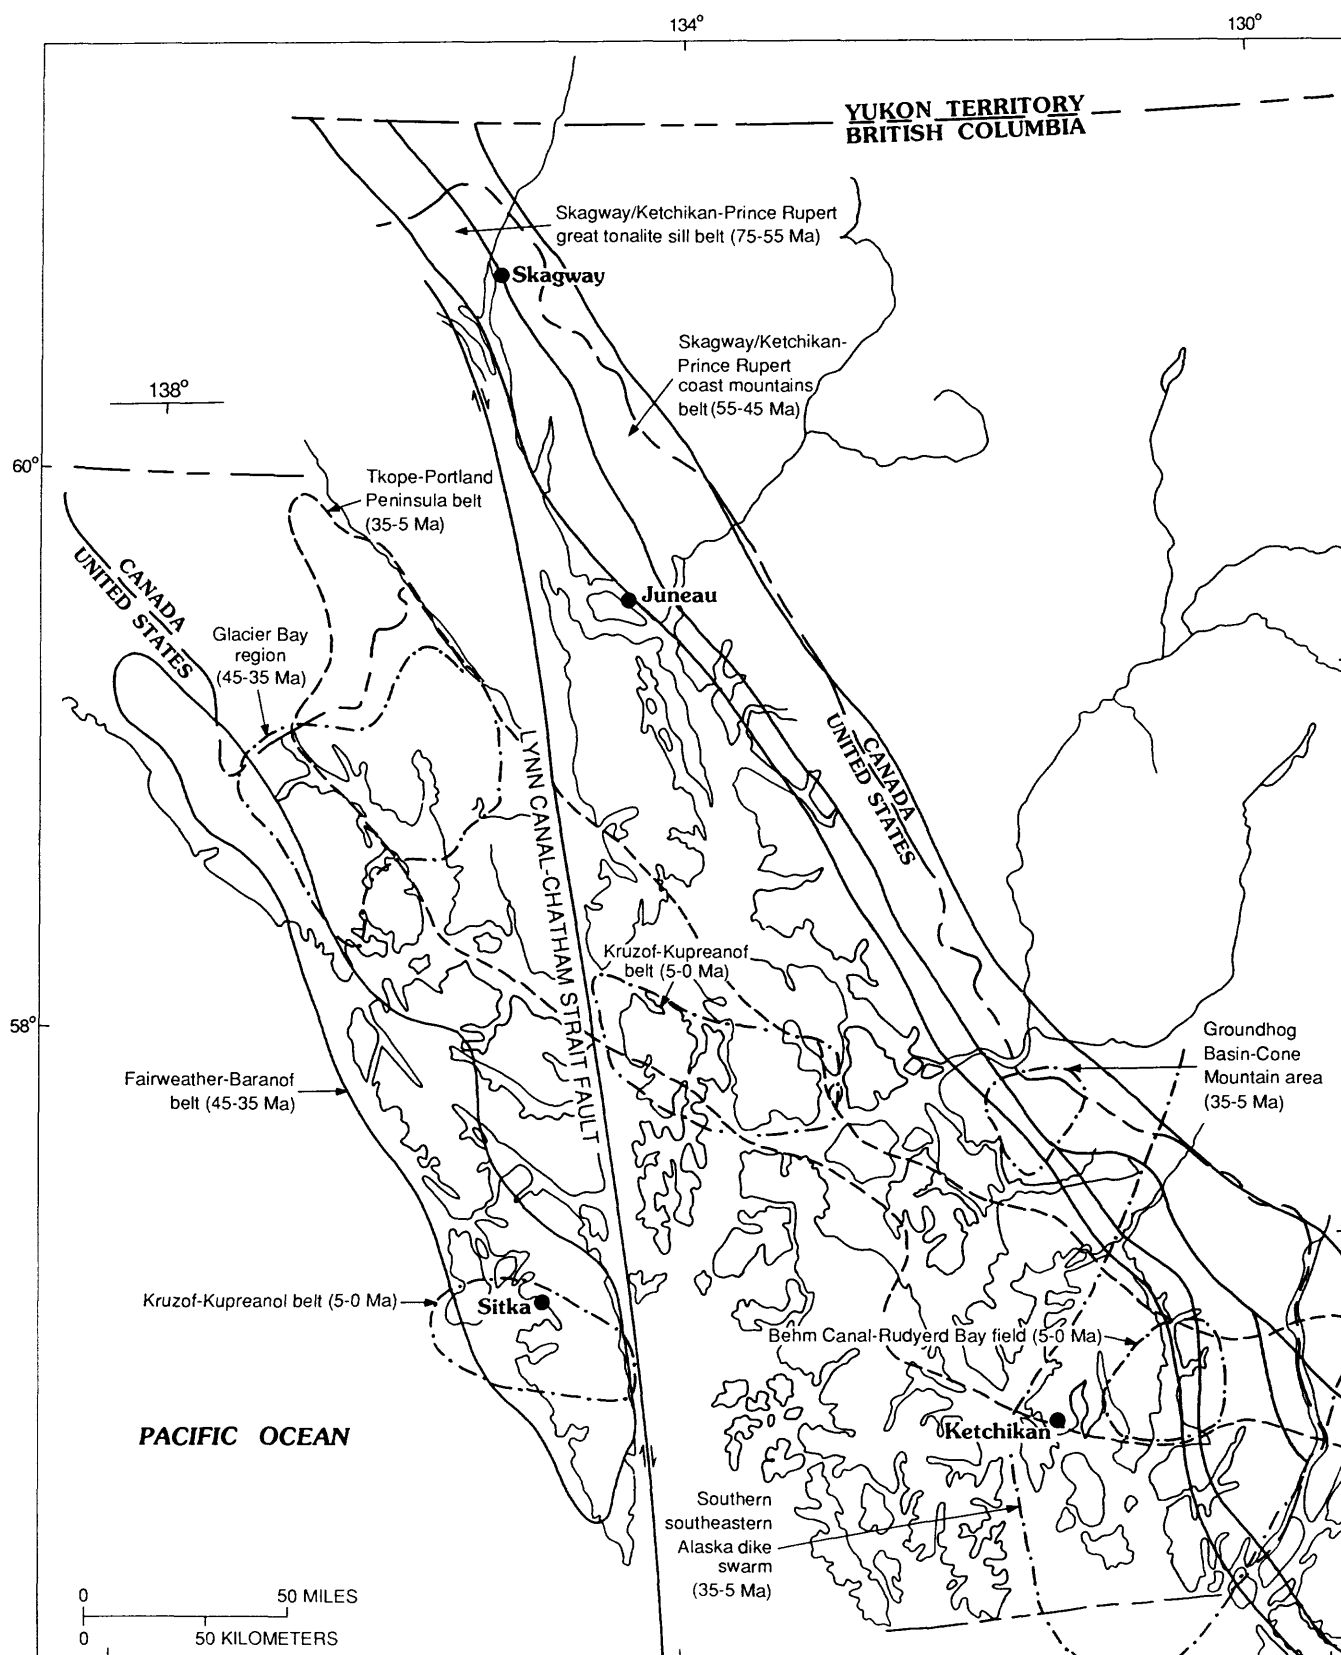 134°
130°
YUKON TERRITORY
BRITISH COLUMBIA
Skagway/Ketchikan-Prince Rupert
great tonalite sill belt (75-55 Ma)
Skagway
Skagway/Ketchikan-
Prince Rupert
coast mountains
belt (55-45 Ma)
138°
60°
Tkope-Portland
Peninsula belt
(35-5 Ma)
CANADA
UNITED STATES
Juneau
Glacier Bay
region
(45-35 Ma)
CANADA
UNITED STATES
LYNN CANAL-CHATHAM STRAIT FAULT
Kruzof-Kupreanof
belt (5-0 Ma)
58°
Groundhog
Basin-Cone
Mountain area
(35-5 Ma)
Fairweather-Baranof
belt (45-35 Ma)
Kruzof-Kupreanol belt (5-0 Ma)
Sitka
Behm Canal-Rudyerd Bay field (5-0 Ma)
PACIFIC OCEAN
Ketchikan
Southern
southeastern
Alaska dike
swarm
(35-5 Ma)
0 50 MILES
0 50 KILOMETERS